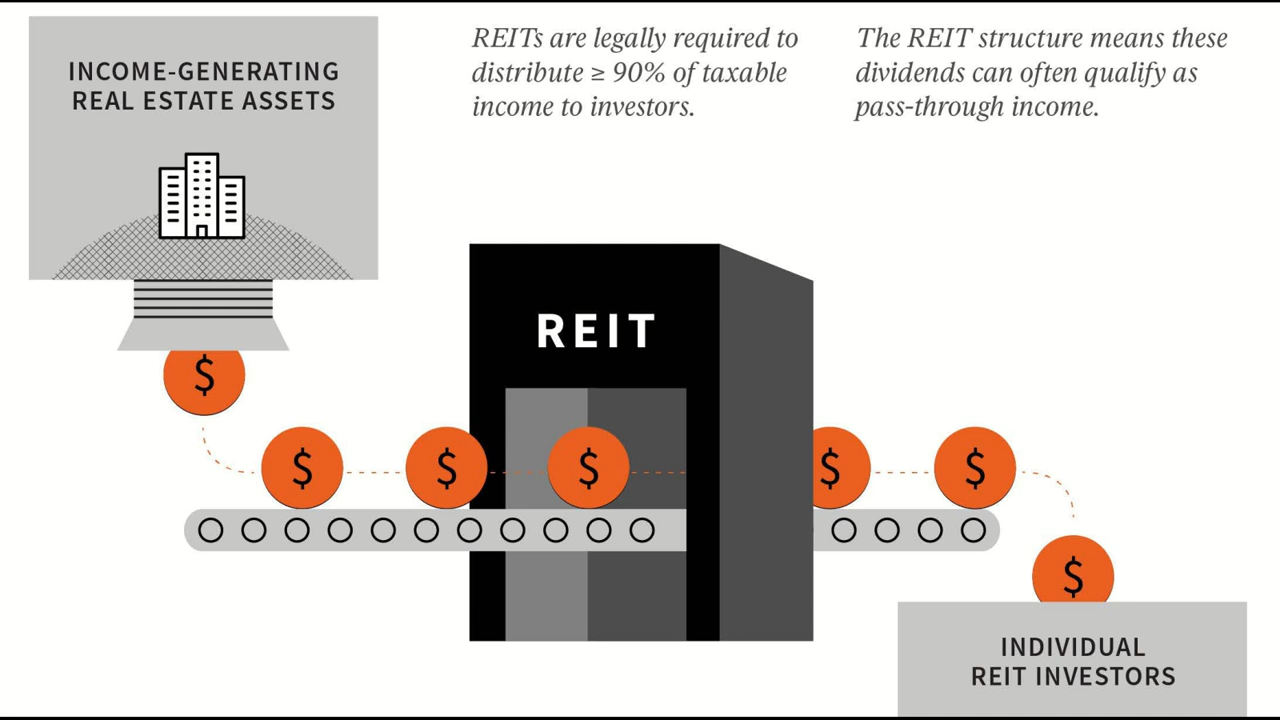 INCOME-GENERATING
REAL ESTATE ASSETS
REITs are legally required to
distribute ≥ 90% of taxable
income to investors.
The REIT structure means these
dividends can often qualify as
pass-through income.
REIT
$
$
$
$
$
$
$
INDIVIDUAL
REIT INVESTORS